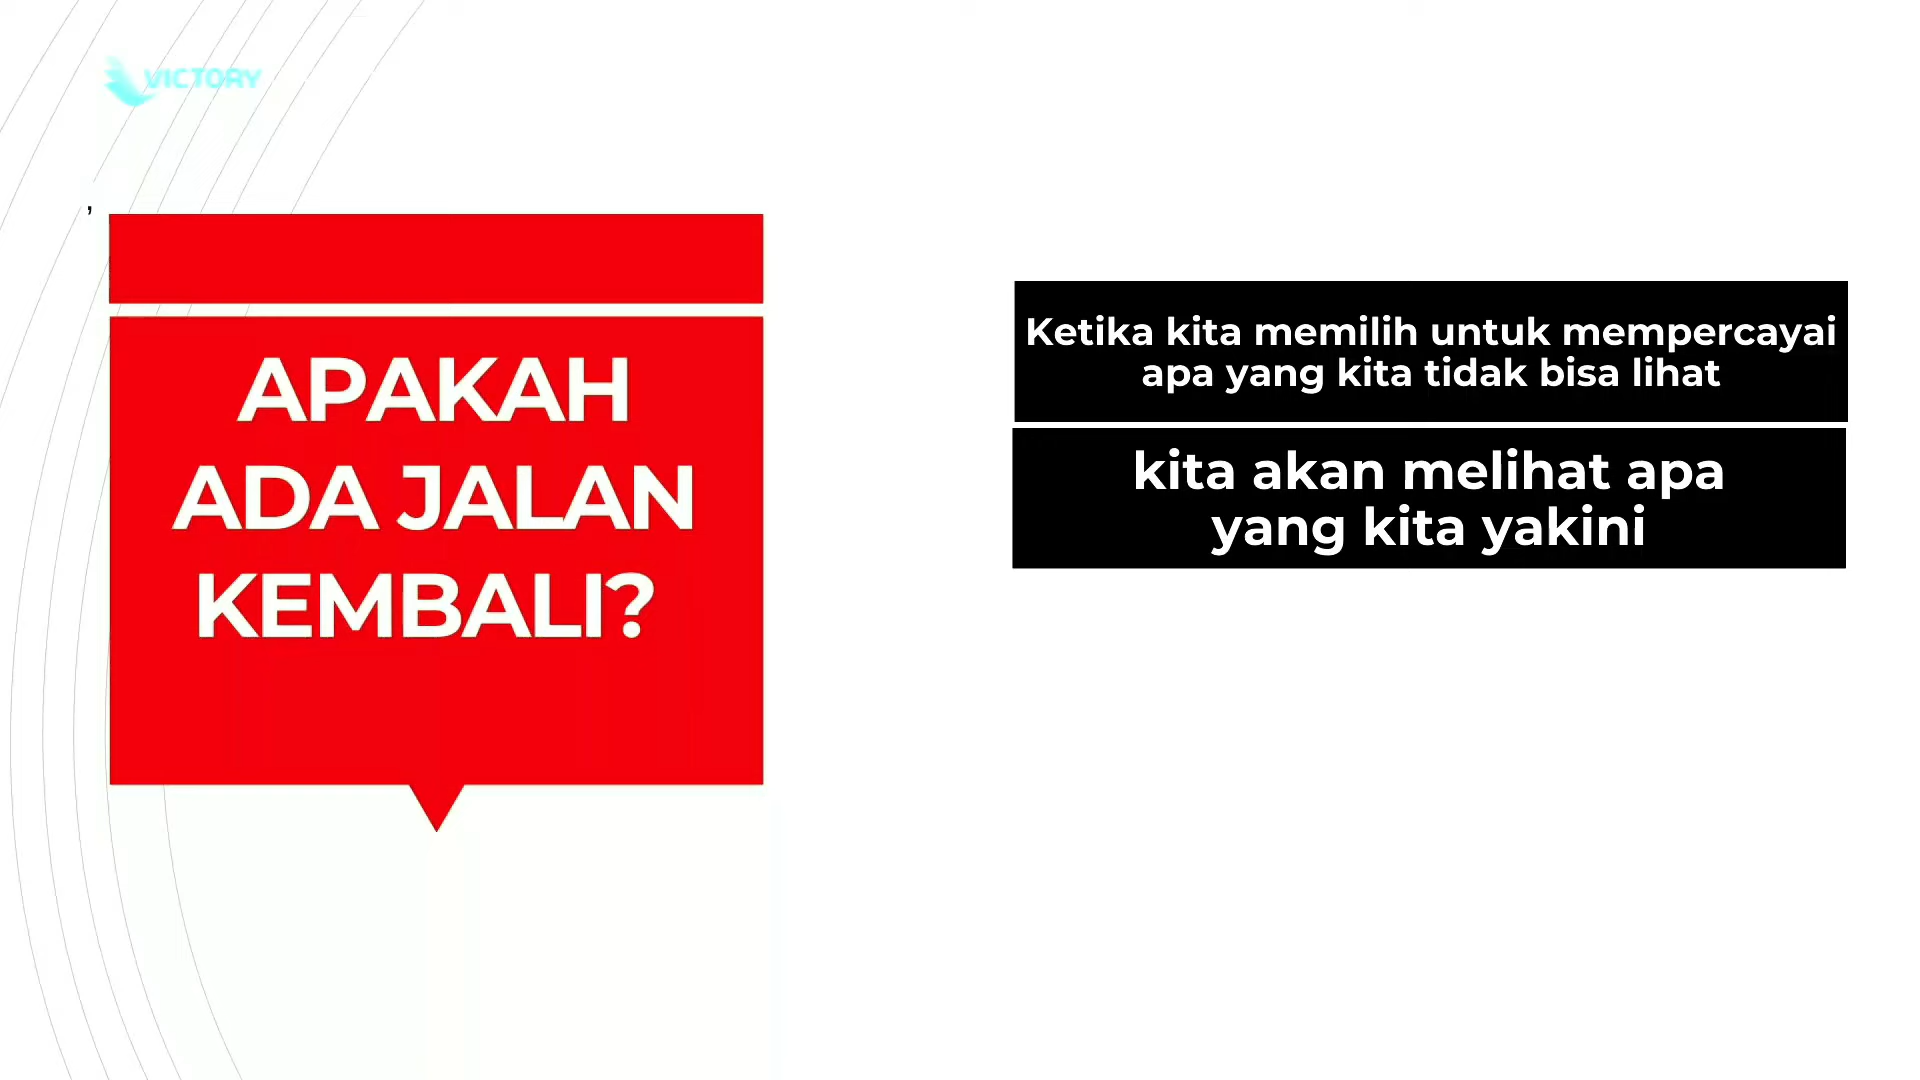 VICTORY
,
APAKAH
ADA JALAN
KEMBALI?
Ketika kita memilih untuk mempercayai
apa yang kita tidak bisa lihat
kita akan melihat apa
yang kita yakini